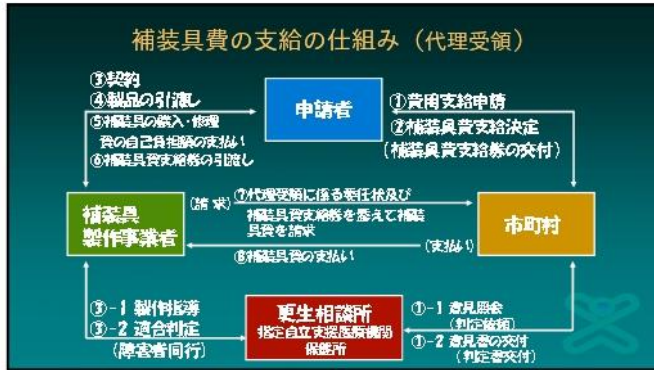 補装具費の支給の仕組み（代理受領）
③契約
④製品の引渡し
⑤補装具の購入・修理
費の自己負担額の支払い
⑥補装具費支給券の引渡し
申請者
①費用支給申請
②補装具費支給決定
(補装具費支給券の交付)
補装具
製作事業者
(請求)
⑦代理受領に係る委任状及び
補装具費支給券を添えて補装
具費を請求
(支払い)
⑧補装具費の支払い
市町村
③-1 製作指導
③-2 適合判定
(障害者同行)
更生相談所
指定自立支援医療機関
保健所
①-1 意見照会
(判定依頼)
①-2 意見書の交付
(判定書交付)